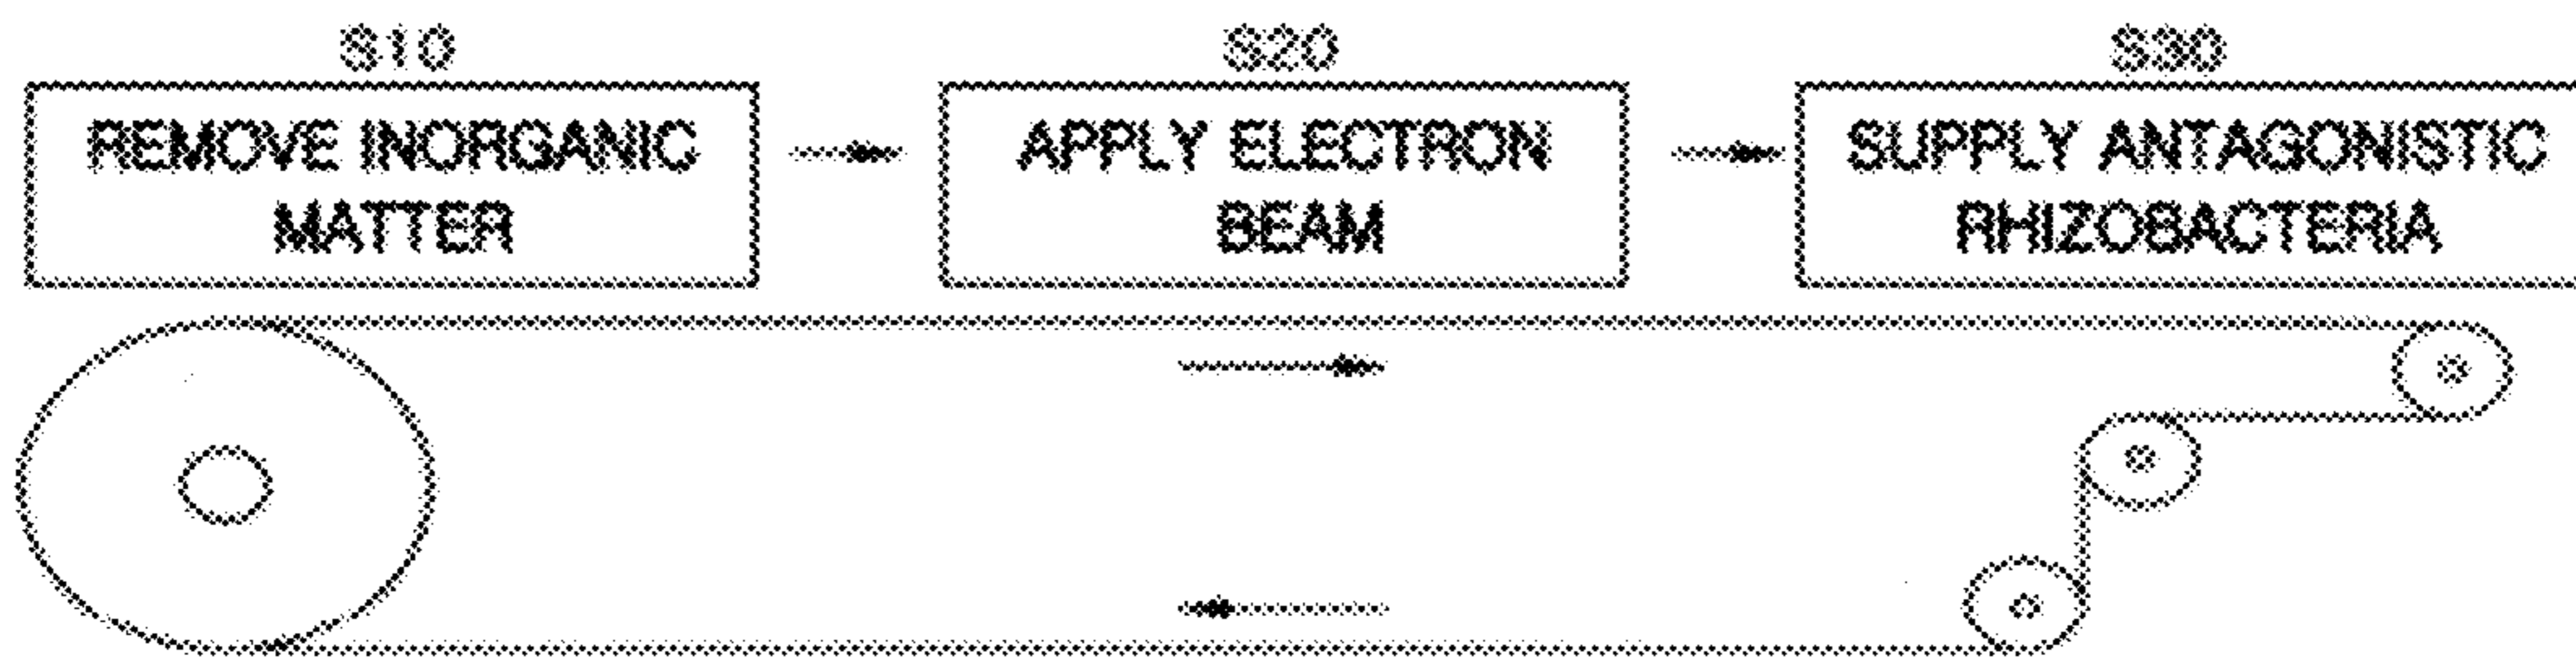 S10 S20 S30
REMOVE INORGANIC APPLY ELECTRON SUPPLY ANTAGONISTIC
MATTER BEAM RHIZOBACTERIA